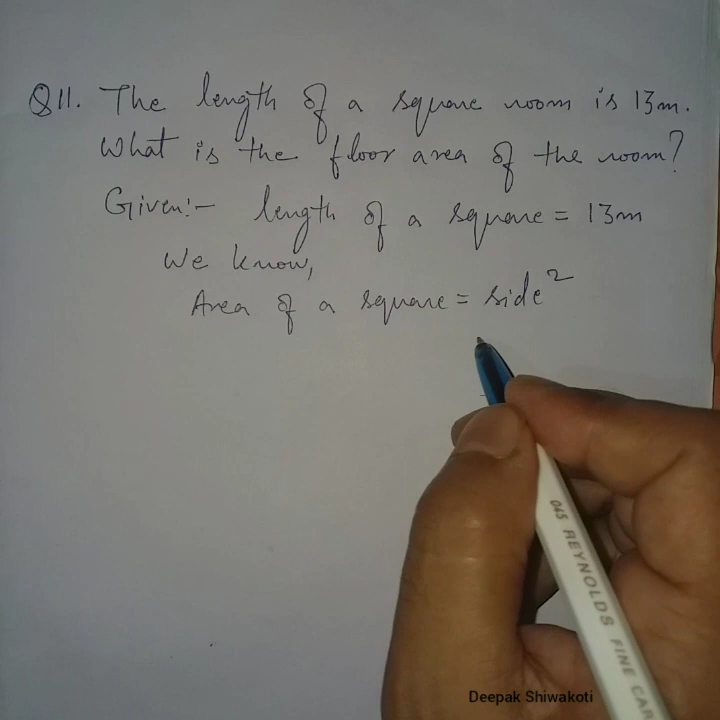 Q11. The length of a square room is 13m.
What is the floor area of the room?
Given:- length of a square = 13m
We know,
Area of a square = side²
045 REYNOLDS FINE CAR
Deepak Shiwakoti